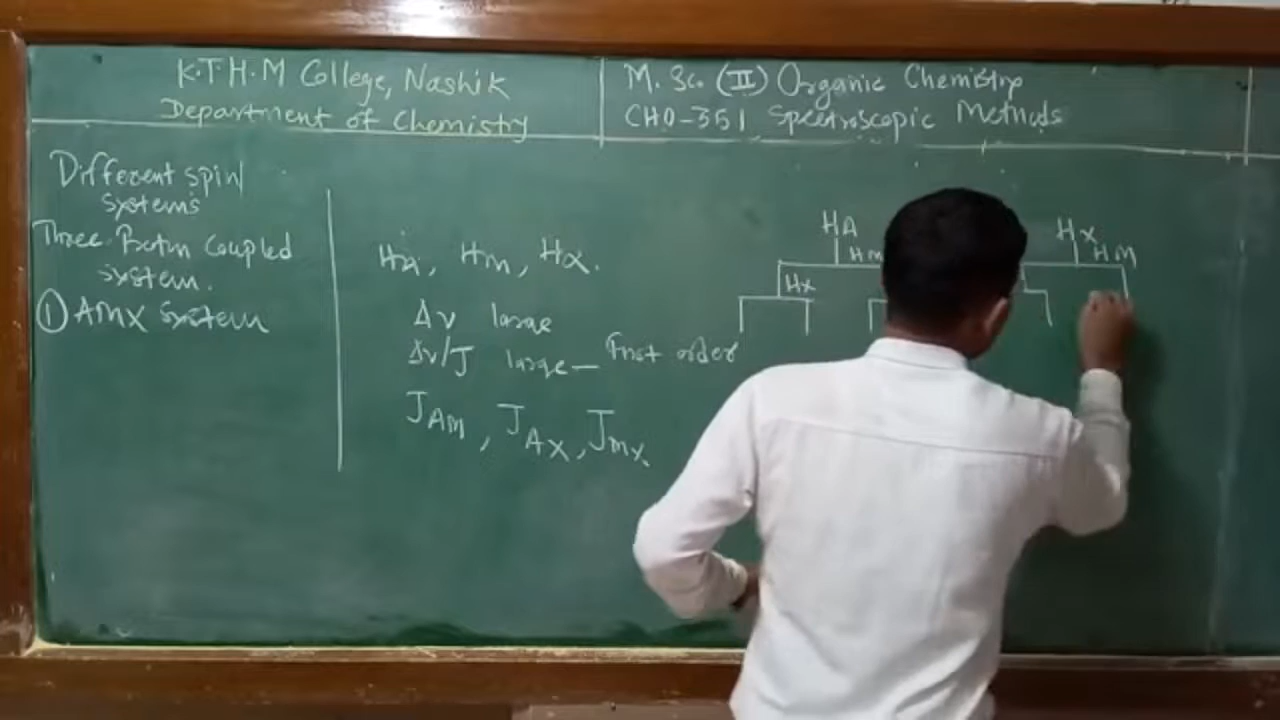 K.T.H.M College, Nashik
Department of Chemistry
M. Sc. (II) Organic Chemistry
CHO-351 Spectroscopic Methods
Different spin
systems
Three Proton Coupled
system.
① AMX System
HA, Hm, Hx.
Δν large
Δν/J large — First order
JAM, JAX, JMX.
HA
Hm
Hx
Hx
HM